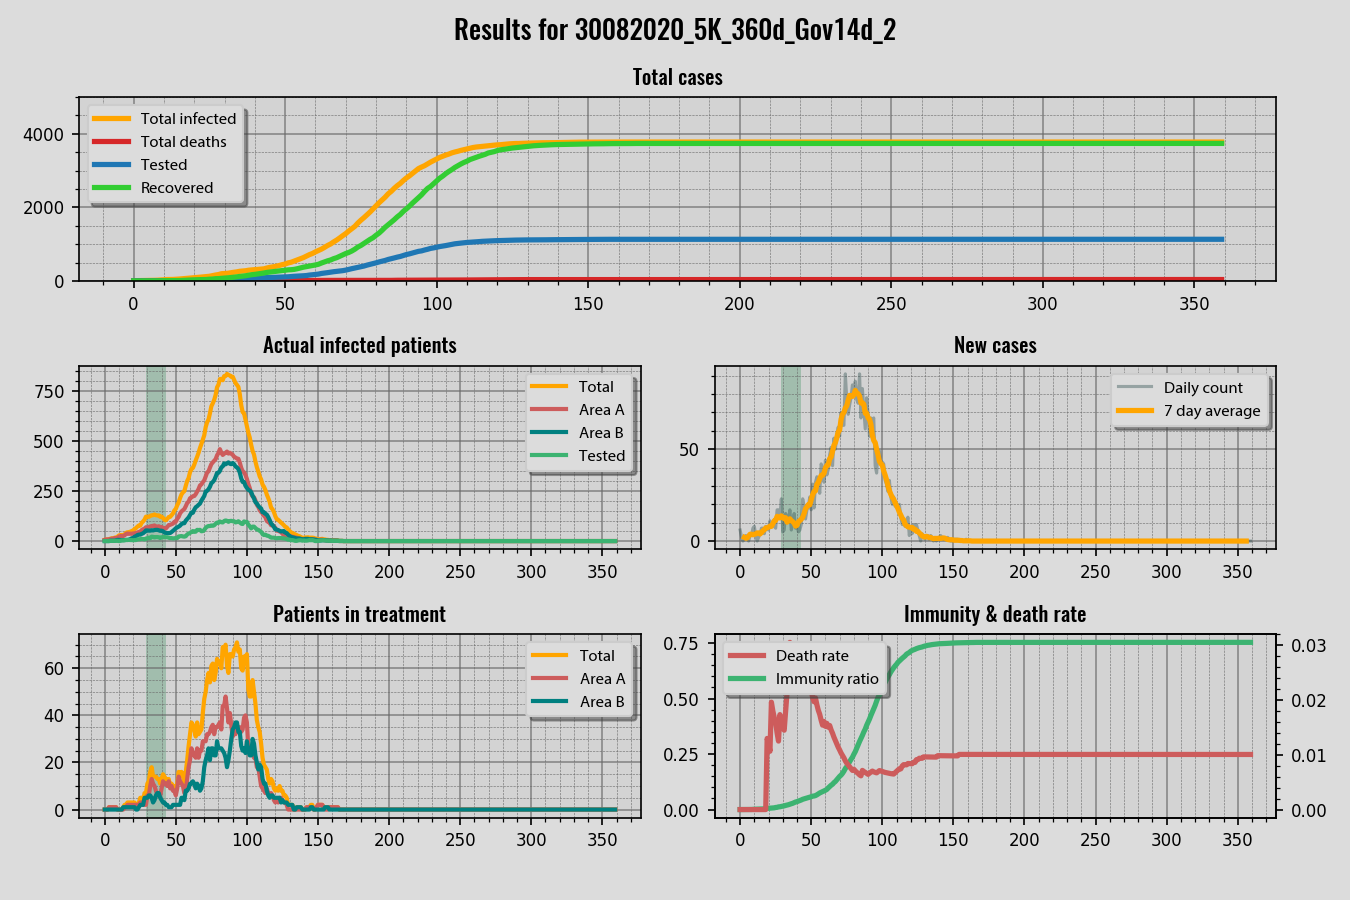 Results for 30082020_5K_360d_Gov14d_2
Total cases
Total infected
Total deaths
Tested
Recovered
4000
2000
0
0 50 100 150 200 250 300 350
Actual infected patients
Total
Area A
Area B
Tested
750
500
250
0
0 50 100 150 200 250 300 350
New cases
Daily count
7 day average
50
0
0 50 100 150 200 250 300 350
Patients in treatment
Total
Area A
Area B
60
40
20
0
0 50 100 150 200 250 300 350
Immunity & death rate
Death rate
Immunity ratio
0.75
0.50
0.25
0.00
0.03
0.02
0.01
0.00
0 50 100 150 200 250 300 350